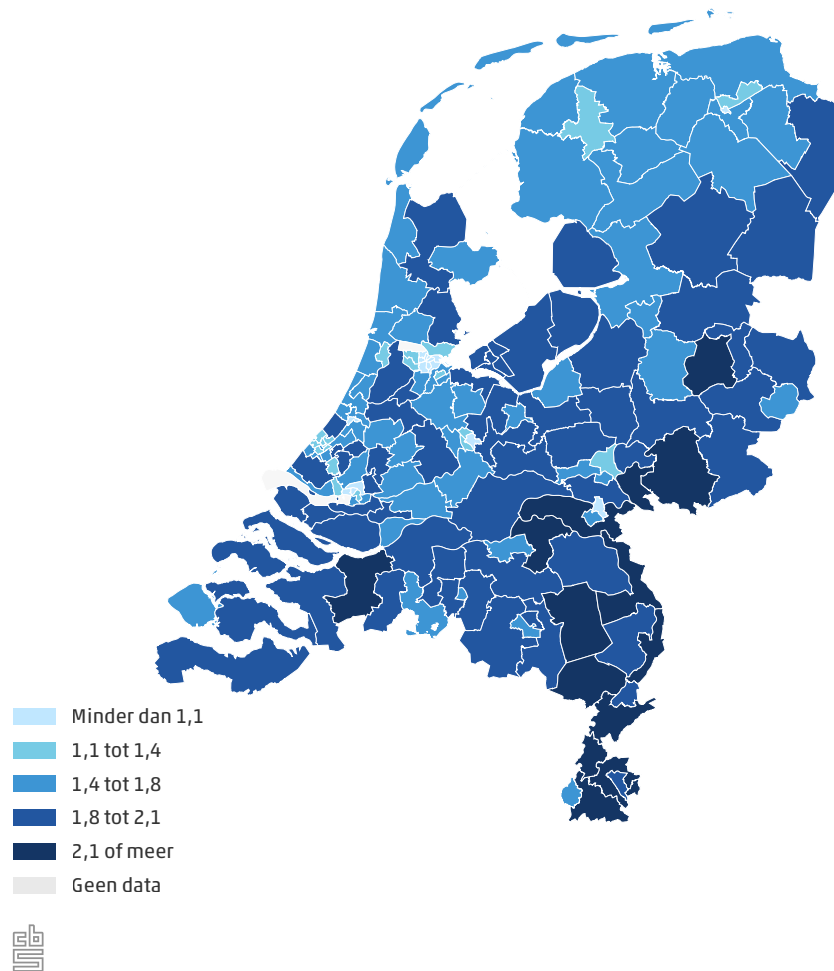 Minder dan 1,1
1,1 tot 1,4
1,4 tot 1,8
1,8 tot 2,1
2,1 of meer
Geen data
cbs